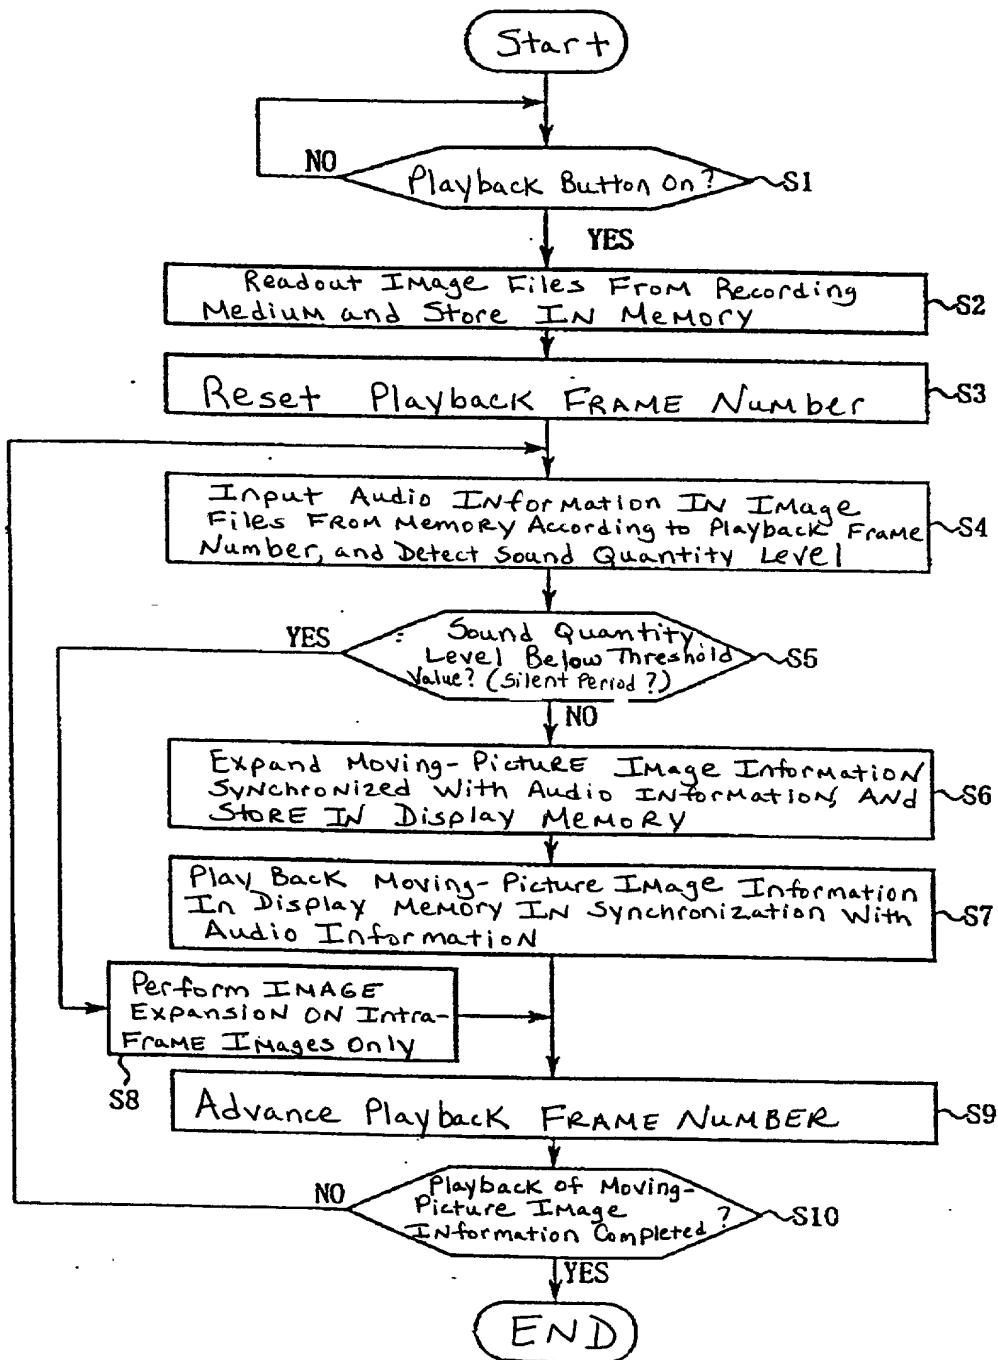 Start
NO
Playback Button On?
S1
YES
Readout Image Files From Recording
Medium and Store In Memory
S2
Reset Playback Frame Number
S3
Input Audio Information In Image
Files From Memory According to Playback Frame
Number, and Detect Sound Quantity Level
S4
YES
Sound Quantity
Level Below Threshold
Value? (Silent Period?)
S5
NO
Expand Moving-Picture Image Information
Synchronized With Audio Information, And
Store In Display Memory
S6
Play Back Moving-Picture Image Information
In Display Memory In Synchronization With
Audio Information
S7
Perform Image
Expansion On Intra-
Frame Images Only
S8
Advance Playback Frame Number
S9
NO
Playback of Moving-
Picture Image
Information Completed?
S10
YES
END